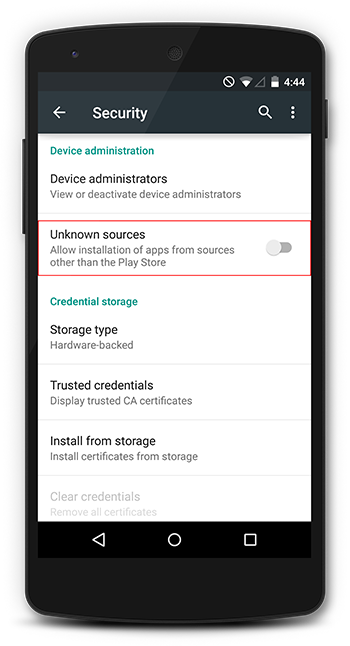 4:44
Security
Device administration
Device administrators
View or deactivate device administrators
Unknown sources
Allow installation of apps from sources
other than the Play Store
Credential storage
Storage type
Hardware-backed
Trusted credentials
Display trusted CA certificates
Install from storage
Install certificates from storage
Clear credentials
Remove all certificates